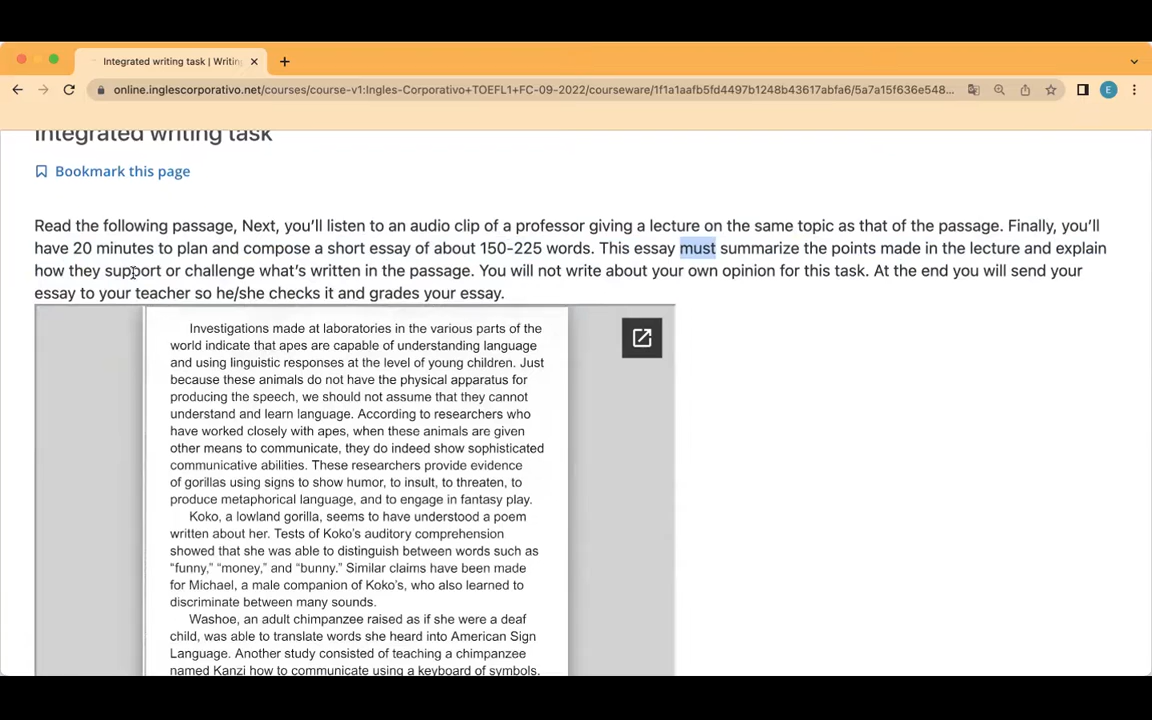 Integrated writing task | Writin
online.inglescorporativo.net/courses/course-v1:Ingles-Corporativo+TOEFL1+FC-09-2022/courseware/1f1a1aafb5fd4497b1248b43617abfa6/5a7a15f636e548...
E
Integrated writing task
Bookmark this page
Read the following passage, Next, you'll listen to an audio clip of a professor giving a lecture on the same topic as that of the passage. Finally, you'll
have 20 minutes to plan and compose a short essay of about 150-225 words. This essay must summarize the points made in the lecture and explain
how they support or challenge what's written in the passage. You will not write about your own opinion for this task. At the end you will send your
essay to your teacher so he/she checks it and grades your essay.
Investigations made at laboratories in the various parts of the
world indicate that apes are capable of understanding language
and using linguistic responses at the level of young children. Just
because these animals do not have the physical apparatus for
producing the speech, we should not assume that they cannot
understand and learn language. According to researchers who
have worked closely with apes, when these animals are given
other means to communicate, they do indeed show sophisticated
communicative abilities. These researchers provide evidence
of gorillas using signs to show humor, to insult, to threaten, to
produce metaphorical language, and to engage in fantasy play.
Koko, a lowland gorilla, seems to have understood a poem
written about her. Tests of Koko's auditory comprehension
showed that she was able to distinguish between words such as
"funny," "money," and "bunny." Similar claims have been made
for Michael, a male companion of Koko's, who also learned to
discriminate between many sounds.
Washoe, an adult chimpanzee raised as if she were a deaf
child, was able to translate words she heard into American Sign
Language. Another study consisted of teaching a chimpanzee
named Kanzi how to communicate using a keyboard of symbols.